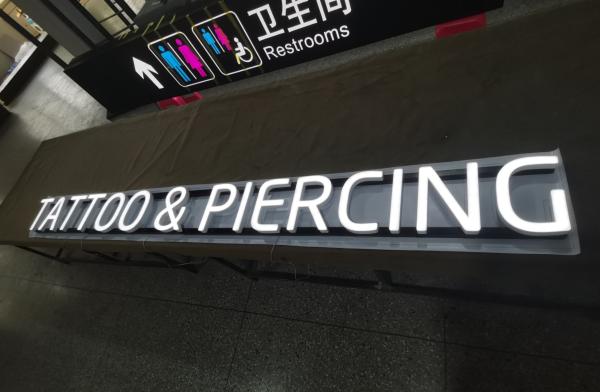 卫生间
Restrooms
TATTOO & PIERCING